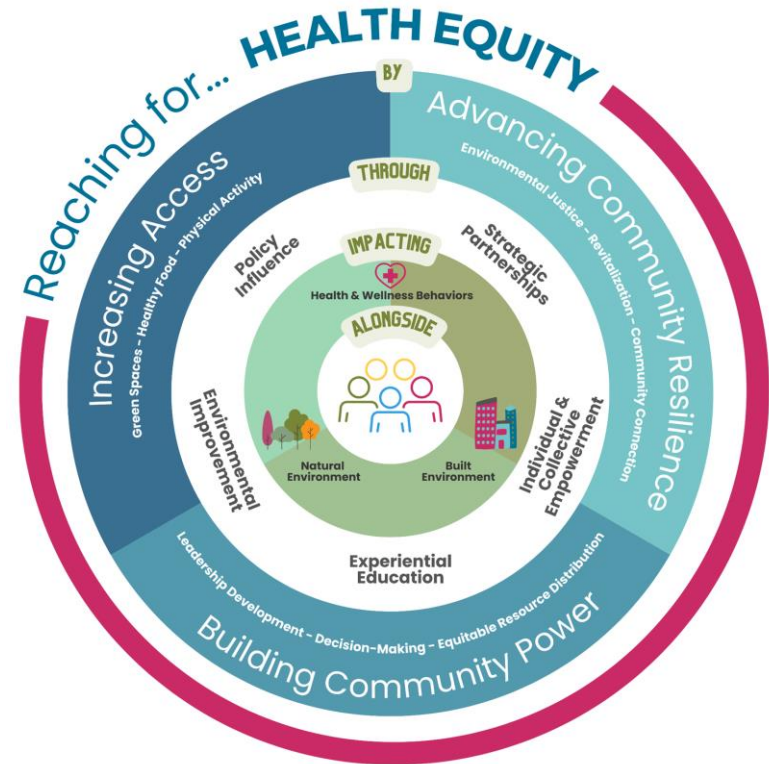 Reaching for... HEALTH EQUITY
BY
Increasing Access
Green Spaces - Healthy Food - Physical Activity
Advancing Community Resilience
Environmental Justice - Revitalization - Community Connection
Building Community Power
Leadership Development - Decision-Making - Equitable Resource Distribution
THROUGH
Policy
Influence
Strategic
Partnerships
Environmental
Improvement
Individual &
Collective
Empowerment
Experiential
Education
IMPACTING
Health & Wellness Behaviors
Natural
Environment
Built
Environment
ALONGSIDE